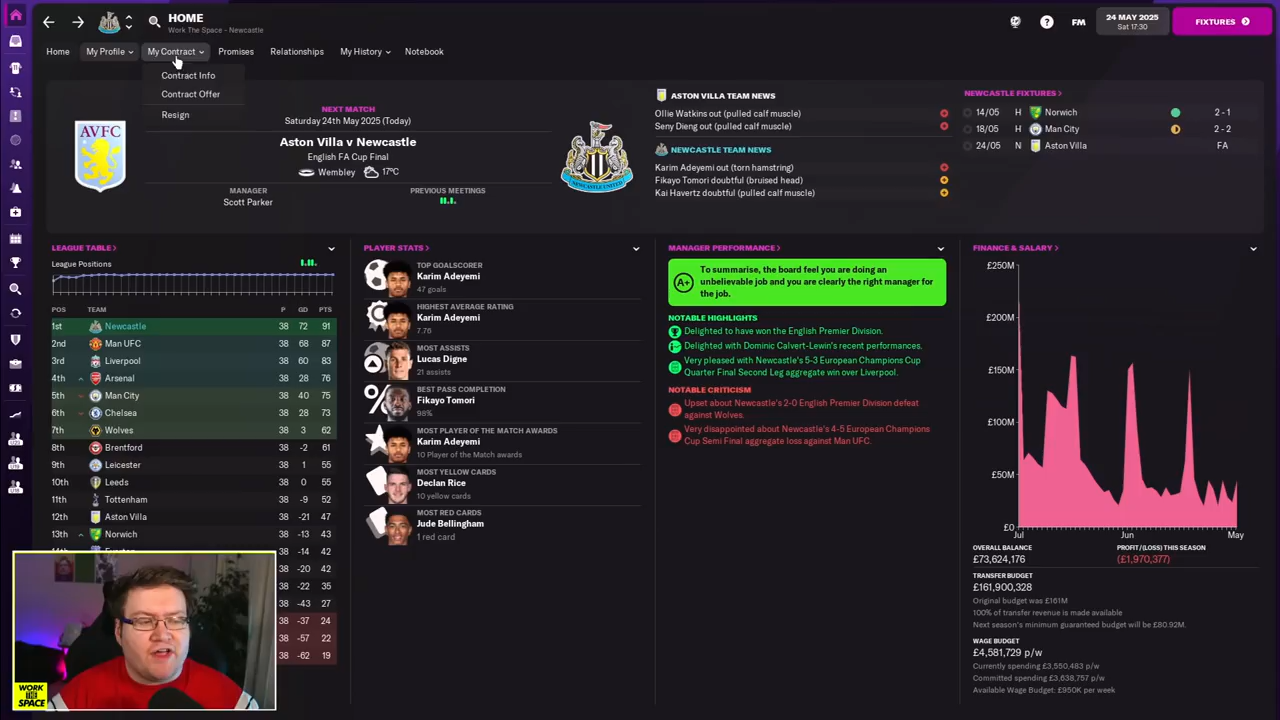 HOME
Work The Space - Newcastle
FM
24 MAY 2025
Sat 17:30
FIXTURES
Home
My Profile
My Contract
Promises
Relationships
My History
Notebook
Contract Info
Contract Offer
Resign
NEXT MATCH
Saturday 24th May 2025 (Today)
Aston Villa v Newcastle
English FA Cup Final
Wembley 17°C
MANAGER
Scott Parker
PREVIOUS MEETINGS
AVFC
NEWCASTLE UNITED
ASTON VILLA TEAM NEWS
Ollie Watkins out (pulled calf muscle)
Seny Dieng out (pulled calf muscle)
NEWCASTLE TEAM NEWS
Karim Adeyemi out (torn hamstring)
Fikayo Tomori doubtful (bruised head)
Kai Havertz doubtful (pulled calf muscle)
NEWCASTLE FIXTURES >
14/05 H Norwich 2 - 1
18/05 H Man City 2 - 2
24/05 N Aston Villa FA
LEAGUE TABLE >
League Positions
POS TEAM P GD PTS
1st Newcastle 38 72 91
2nd Man UFC 38 68 87
3rd Liverpool 38 60 83
4th Arsenal 38 28 76
5th Man City 38 40 75
6th Chelsea 38 28 73
7th Wolves 38 3 62
8th Brentford 38 -2 61
9th Leicester 38 1 55
10th Leeds 38 0 55
11th Tottenham 38 -9 52
12th Aston Villa 38 -21 47
13th Norwich 38 -13 43
38 -14 42
38 -20 42
38 -22 35
38 -43 27
38 -37 24
38 -57 22
38 -62 19
PLAYER STATS >
TOP GOALSCORER
Karim Adeyemi
47 goals
HIGHEST AVERAGE RATING
Karim Adeyemi
7.76
MOST ASSISTS
Lucas Digne
21 assists
BEST PASS COMPLETION
Fikayo Tomori
98%
MOST PLAYER OF THE MATCH AWARDS
Karim Adeyemi
10 Player of the Match awards
MOST YELLOW CARDS
Declan Rice
10 yellow cards
MOST RED CARDS
Jude Bellingham
1 red card
MANAGER PERFORMANCE >
A+
To summarise, the board feel you are doing an
unbelievable job and you are clearly the right manager for
the job.
NOTABLE HIGHLIGHTS
Delighted to have won the English Premier Division.
Delighted with Dominic Calvert-Lewin's recent performances.
Very pleased with Newcastle's 5-3 European Champions Cup
Quarter Final Second Leg aggregate win over Liverpool.
NOTABLE CRITICISM
Upset about Newcastle's 2-0 English Premier Division defeat
against Wolves.
Very disappointed about Newcastle's 4-5 European Champions
Cup Semi Final aggregate loss against Man UFC.
FINANCE & SALARY >
£250M
£200M
£150M
£100M
£50M
£0
Jul Jun May
OVERALL BALANCE
£73,624,176
PROFIT/(LOSS) THIS SEASON
(£1,970,377)
TRANSFER BUDGET
£161,900,328
Original budget was £161M
100% of transfer revenue is made available
Next season's minimum guaranteed budget will be £80.92M.
WAGE BUDGET
£4,581,729 p/w
Currently spending £3,550,483 p/w
Committed spending £3,638,757 p/w
Available Wage Budget: £950K per week
WORK
THE
SPACE